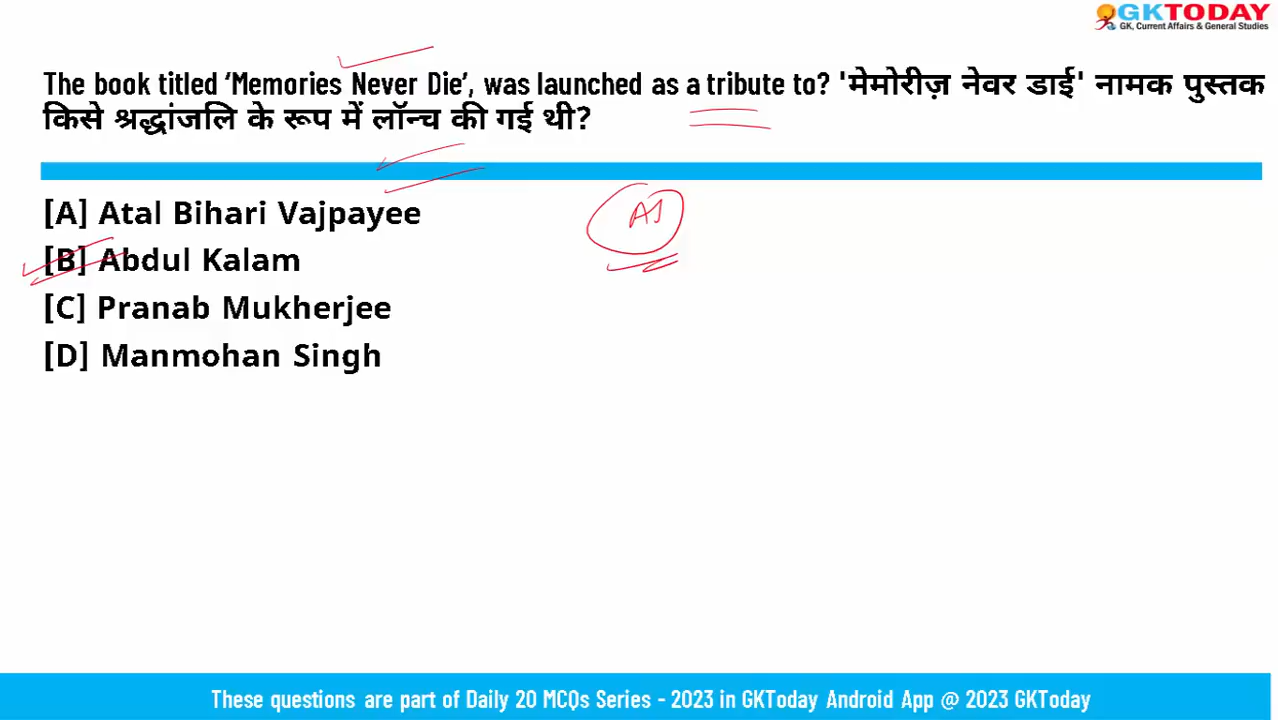 GKTODAY
GK, Current Affairs & General Studies
The book titled ‘Memories Never Die’, was launched as a tribute to? 'मेमोरीज़ नेवर डाई' नामक पुस्तक
किसे श्रद्धांजलि के रूप में लॉन्च की गई थी?
[A] Atal Bihari Vajpayee
[B] Abdul Kalam
[C] Pranab Mukherjee
[D] Manmohan Singh
These questions are part of Daily 20 MCQs Series - 2023 in GKToday Android App @ 2023 GKToday